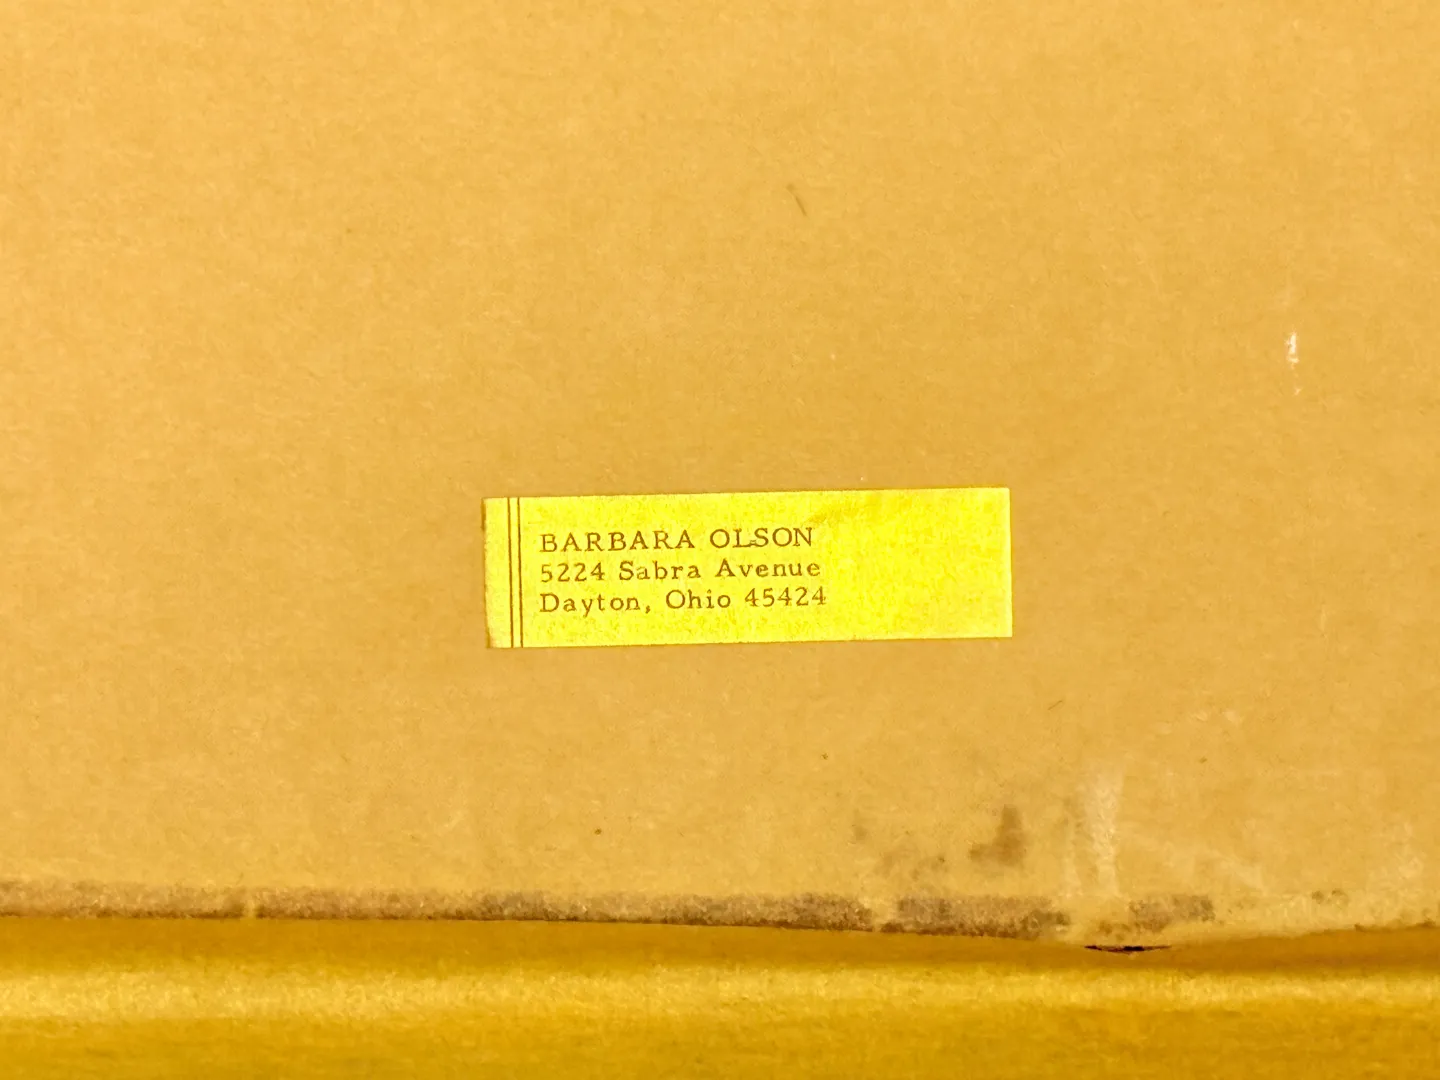 BARBARA OLSON
5224 Sabra Avenue
Dayton, Ohio 45424